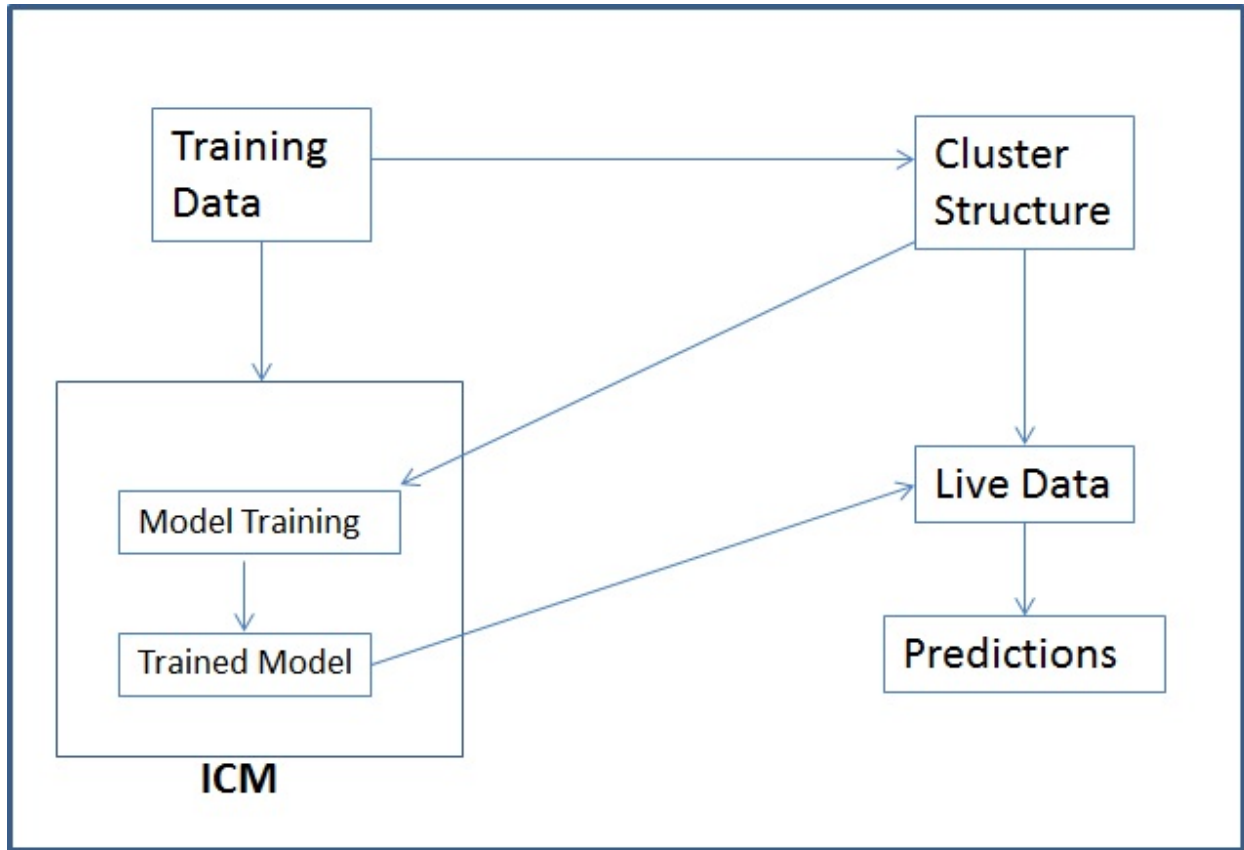 Training
Data
Cluster
Structure
Model Training
Live Data
Trained Model
Predictions
ICM